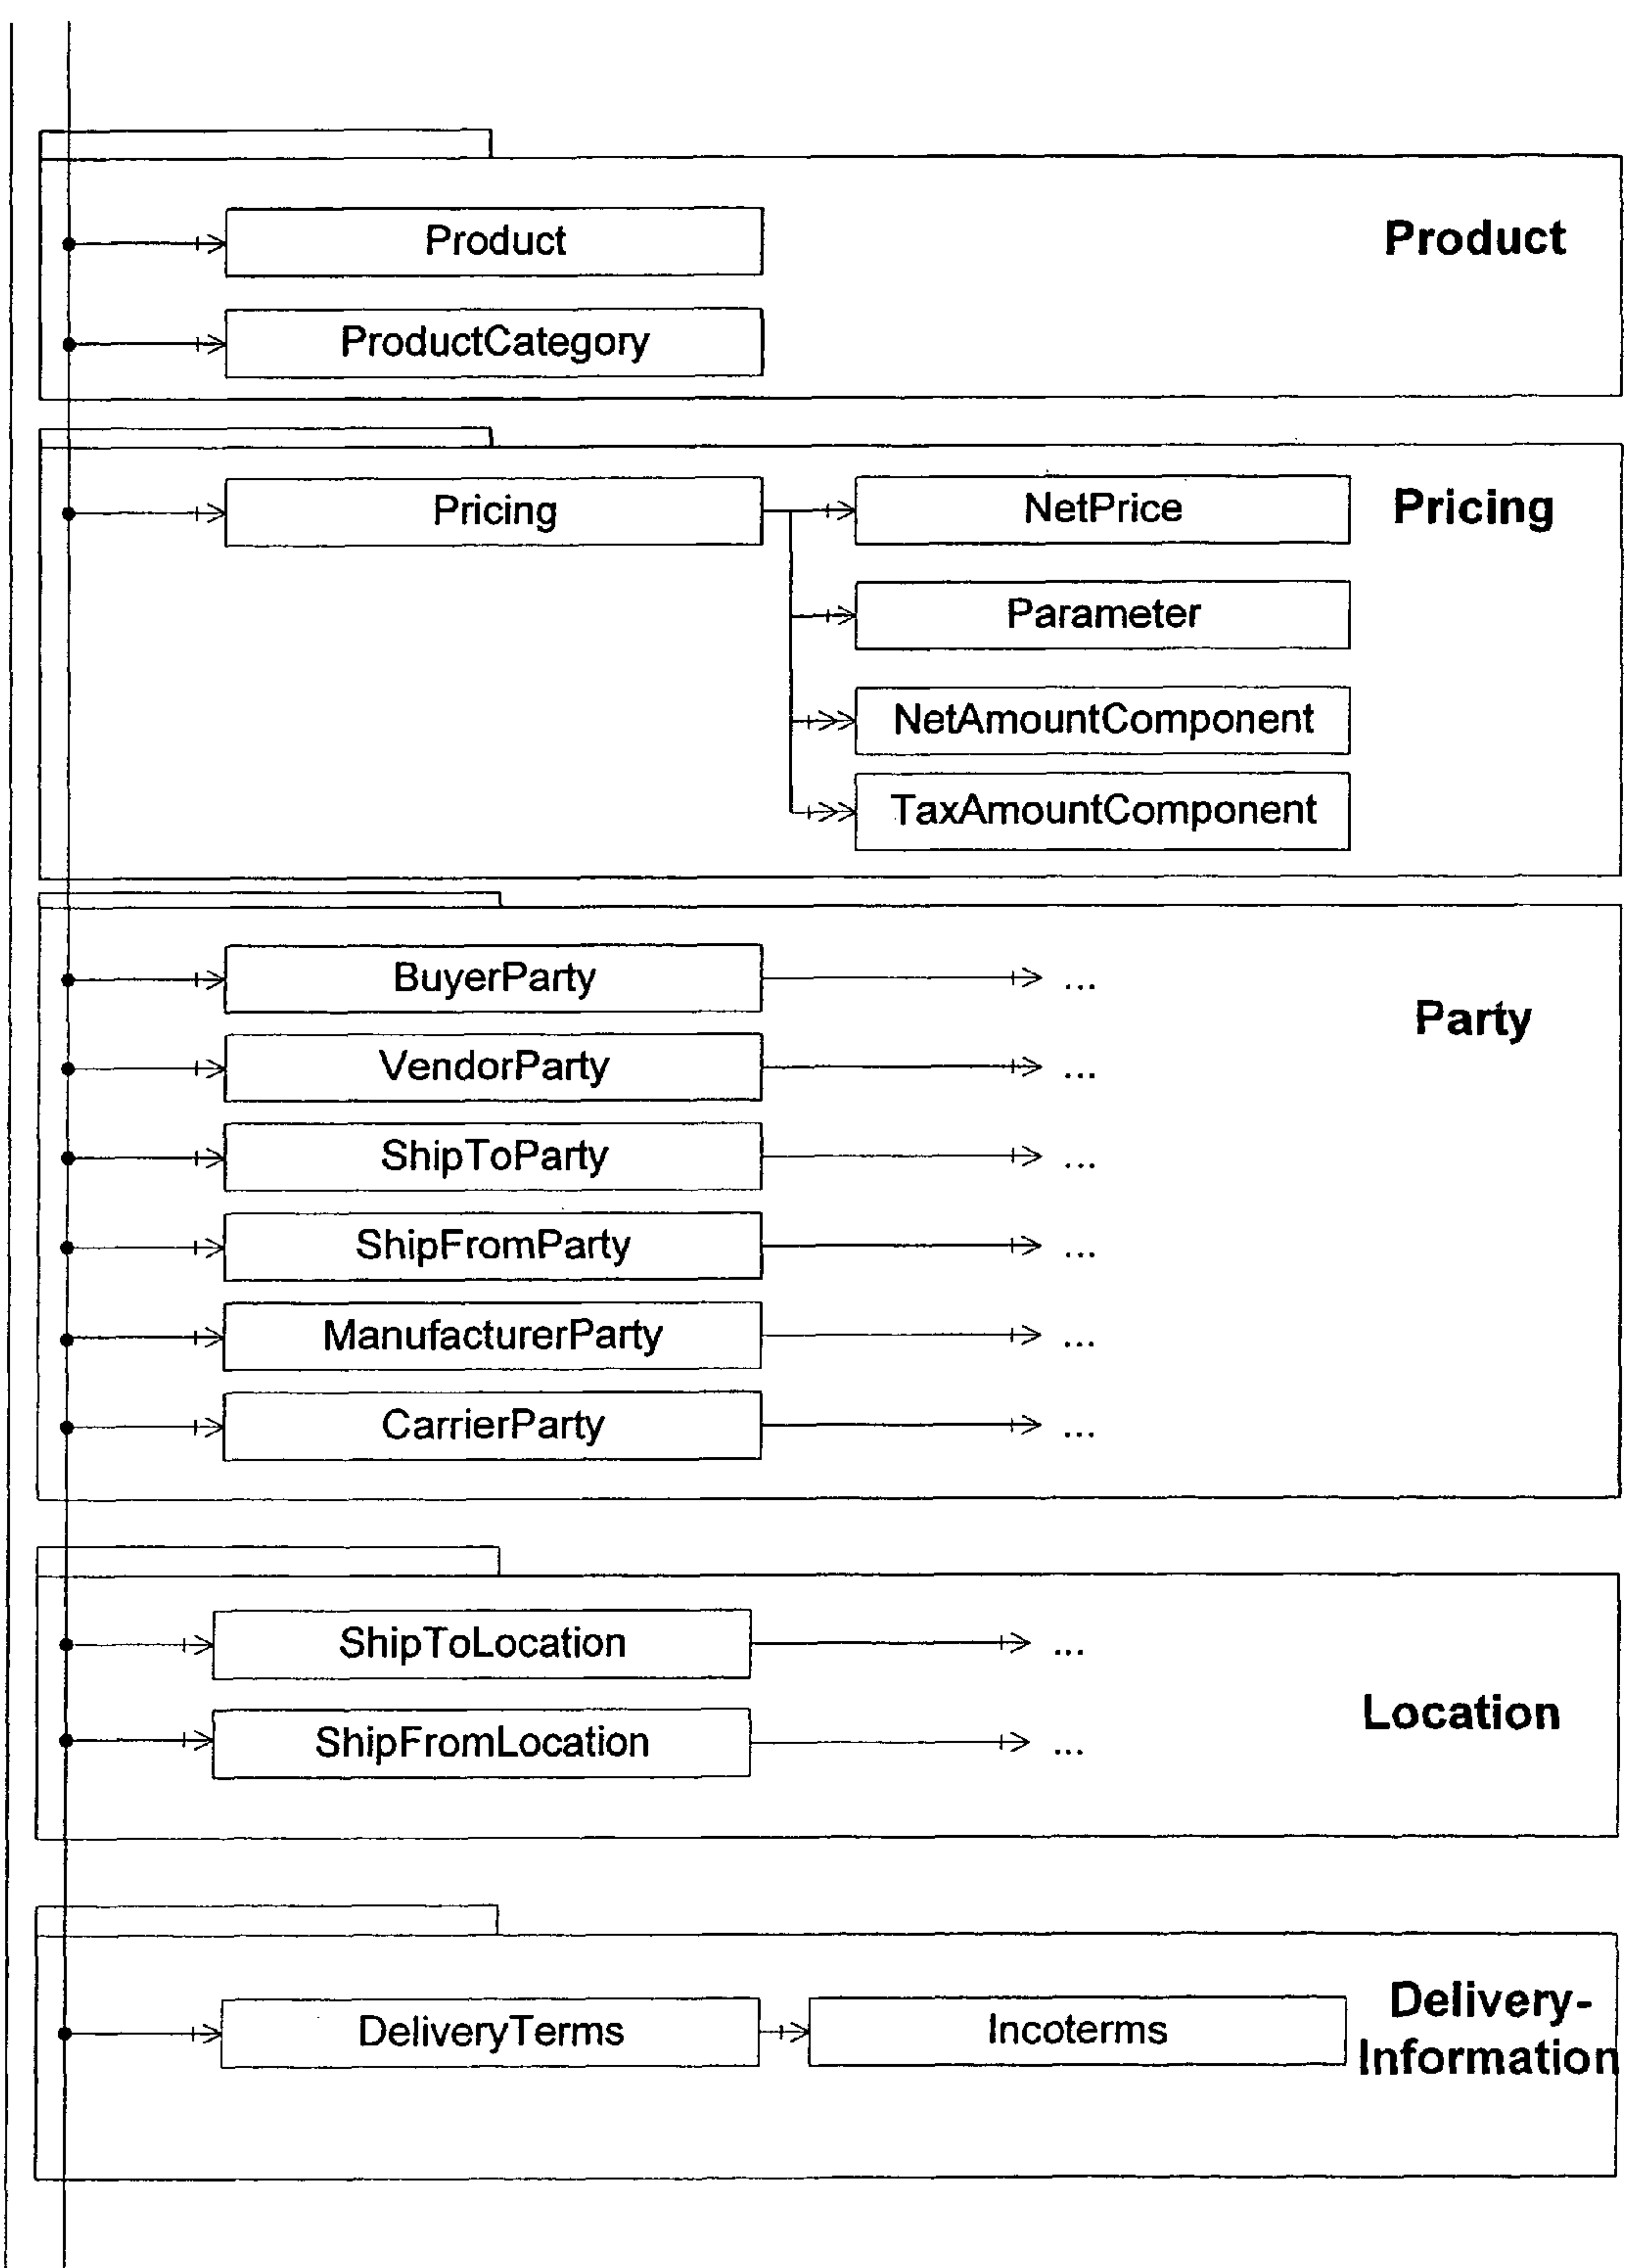 Product
Product
ProductCategory
Pricing
NetPrice
Pricing
Parameter
NetAmountComponent
TaxAmountComponent
BuyerParty ...
Party
VendorParty ...
ShipToParty ...
ShipFromParty ...
ManufacturerParty ...
CarrierParty ...
ShipToLocation ...
Location
ShipFromLocation ...
DeliveryTerms
Incoterms
Delivery-
Information